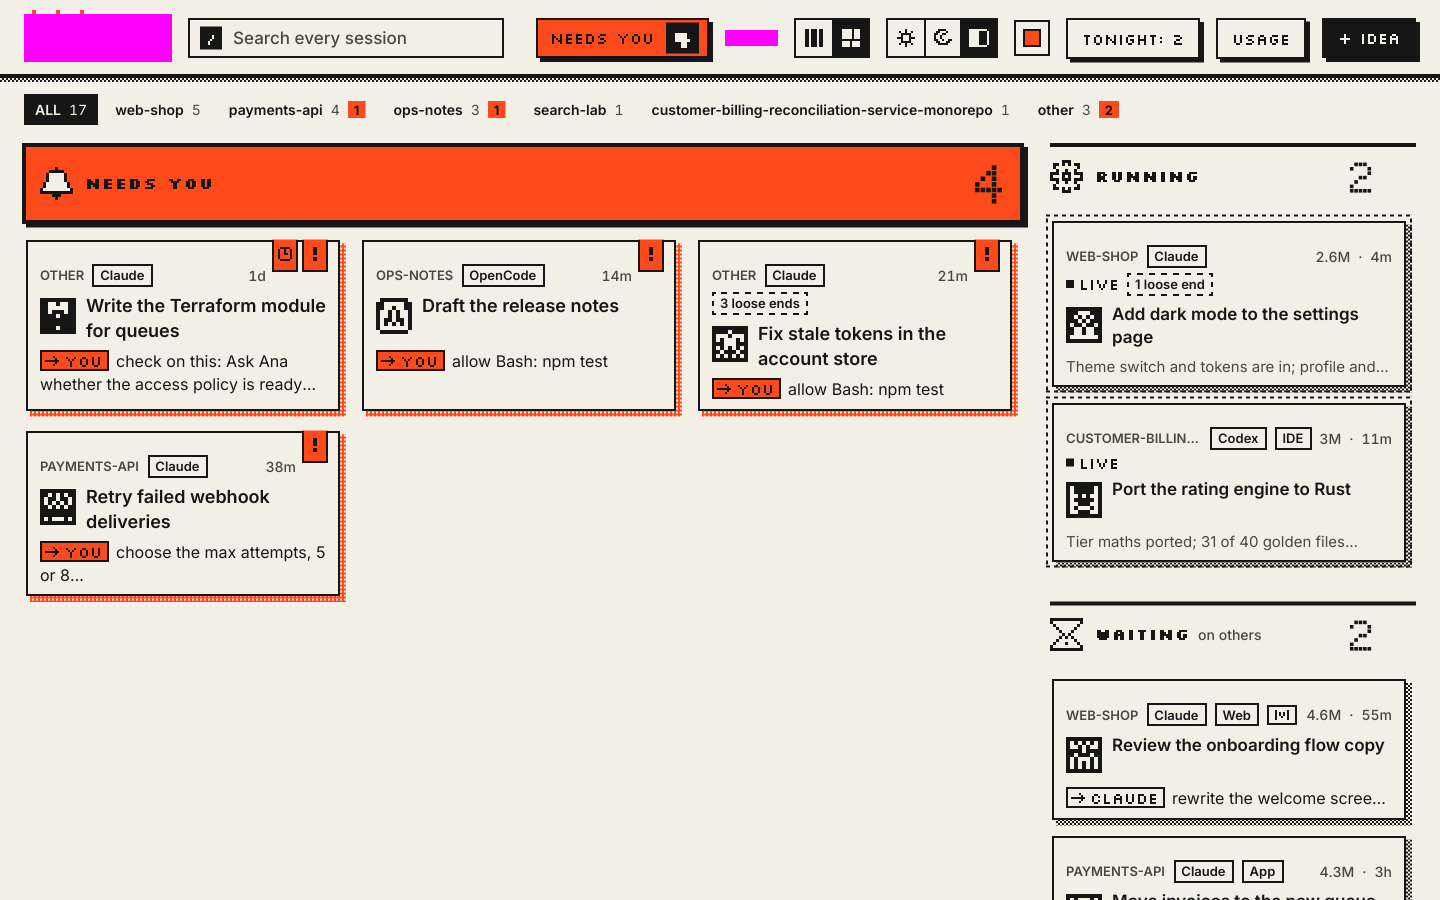 / Search every session
NEEDS YOU
TONIGHT: 2
USAGE
+ IDEA
ALL 17
web-shop 5
payments-api 4 1
ops-notes 3 1
search-lab 1
customer-billing-reconciliation-service-monorepo 1
other 3 2
NEEDS YOU 4
OTHER Claude 1d !
Write the Terraform module
for queues
→ YOU check on this: Ask Ana
whether the access policy is ready...
OPS-NOTES OpenCode 14m !
Draft the release notes
→ YOU allow Bash: npm test
OTHER Claude 21m !
3 loose ends
Fix stale tokens in the
account store
→ YOU allow Bash: npm test
PAYMENTS-API Claude 38m !
Retry failed webhook
deliveries
→ YOU choose the max attempts, 5
or 8...
RUNNING 2
WEB-SHOP Claude 2.6M · 4m
LIVE 1 loose end
Add dark mode to the settings
page
Theme switch and tokens are in; profile and...
CUSTOMER-BILLIN... Codex IDE 3M · 11m
LIVE
Port the rating engine to Rust
Tier maths ported; 31 of 40 golden files...
WAITING on others 2
WEB-SHOP Claude Web 4.6M · 55m
Review the onboarding flow copy
→ CLAUDE rewrite the welcome scree...
PAYMENTS-API Claude App 4.3M · 3h
Move invoices to the new queue